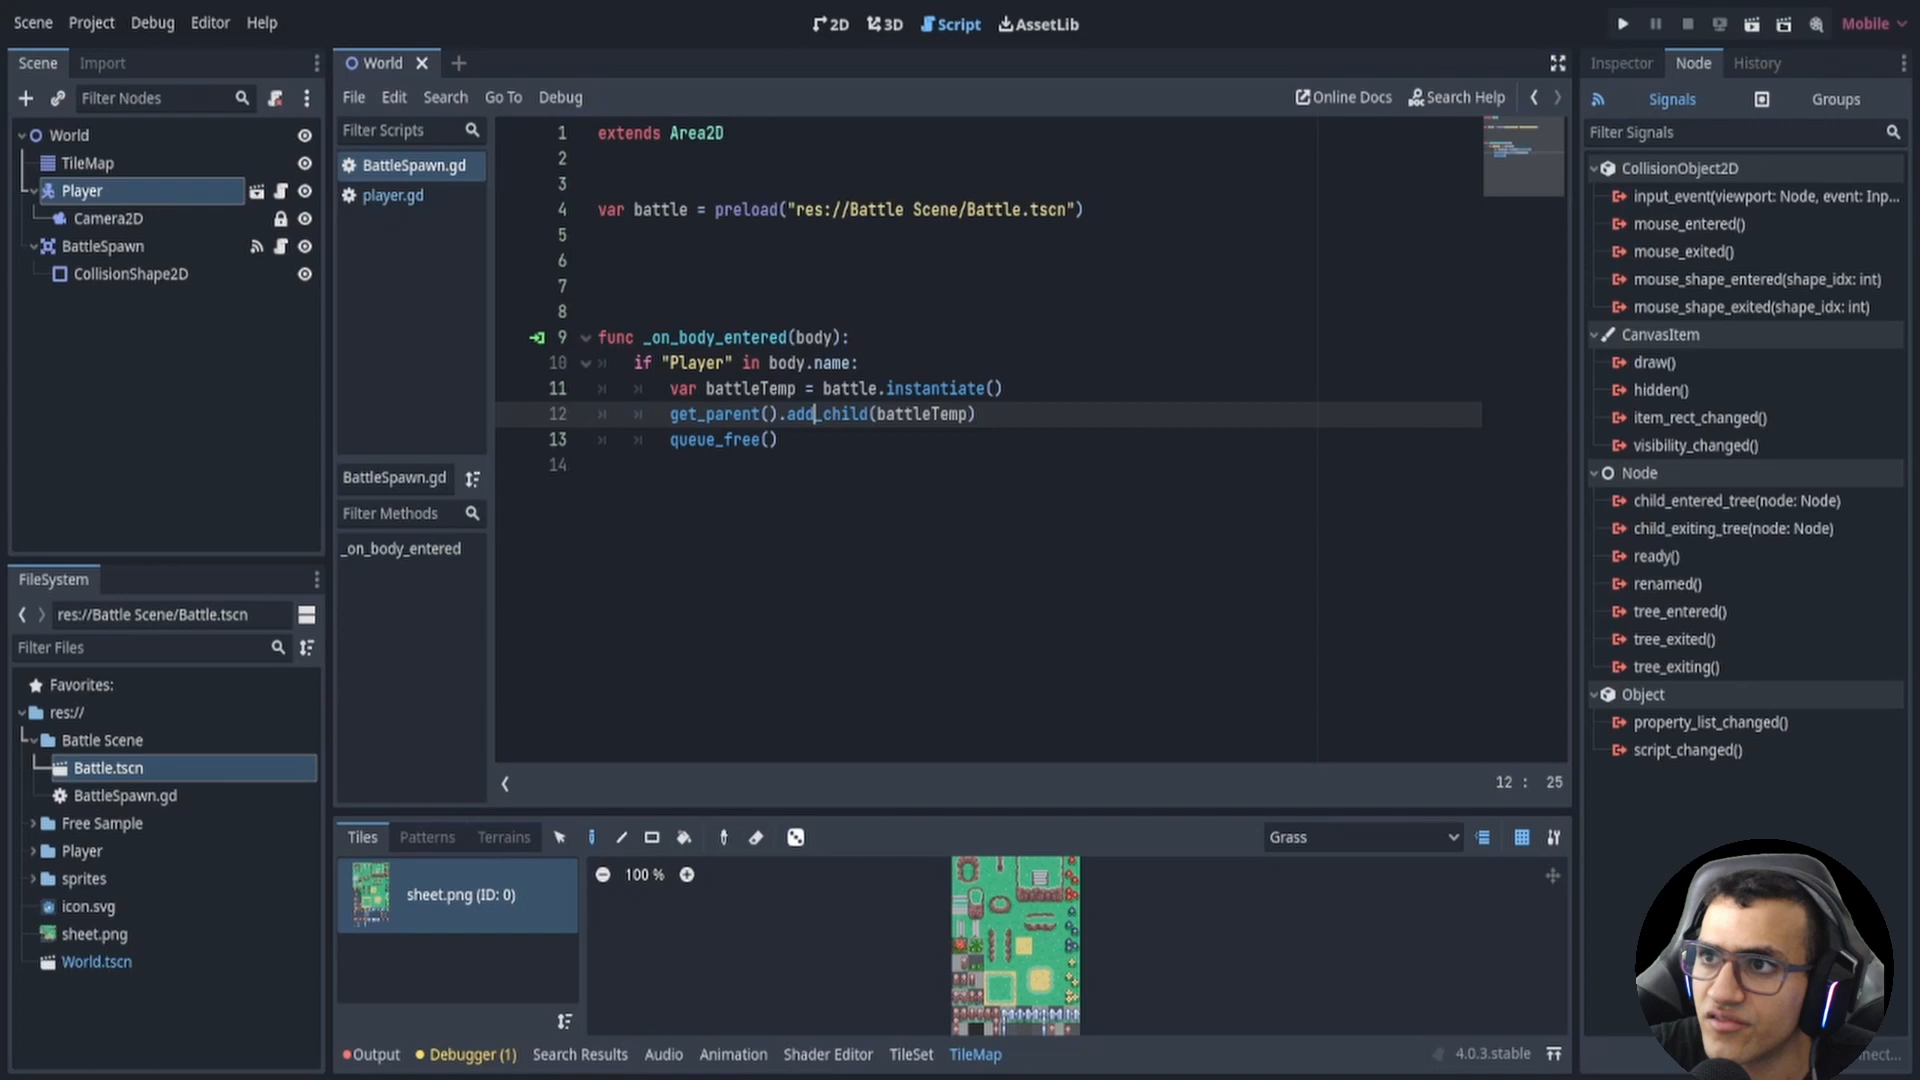 Scene Project Debug Editor Help
2D 3D Script AssetLib
Mobile
Scene Import
Filter Nodes
World
TileMap
Player
Camera2D
BattleSpawn
CollisionShape2D
FileSystem
res://Battle Scene/Battle.tscn
Filter Files
Favorites:
res://
Battle Scene
Battle.tscn
BattleSpawn.gd
Free Sample
Player
sprites
icon.svg
sheet.png
World.tscn
World
File Edit Search Go To Debug
Online Docs Search Help
Filter Scripts
BattleSpawn.gd
player.gd
BattleSpawn.gd
Filter Methods
_on_body_entered
1 extends Area2D
2
3
4 var battle = preload("res://Battle Scene/Battle.tscn")
5
6
7
8
9 func _on_body_entered(body):
10 if "Player" in body.name:
11 var battleTemp = battle.instantiate()
12 get_parent().add_child(battleTemp)
13 queue_free()
14
12 : 25
Tiles Patterns Terrains
Grass
sheet.png (ID: 0)
100 %
Output Debugger (1) Search Results Audio Animation Shader Editor TileSet TileMap
4.0.3.stable
Inspector Node History
Signals Groups
Filter Signals
CollisionObject2D
input_event(viewport: Node, event: Inp...
mouse_entered()
mouse_exited()
mouse_shape_entered(shape_idx: int)
mouse_shape_exited(shape_idx: int)
CanvasItem
draw()
hidden()
item_rect_changed()
visibility_changed()
Node
child_entered_tree(node: Node)
child_exiting_tree(node: Node)
ready()
renamed()
tree_entered()
tree_exited()
tree_exiting()
Object
property_list_changed()
script_changed()